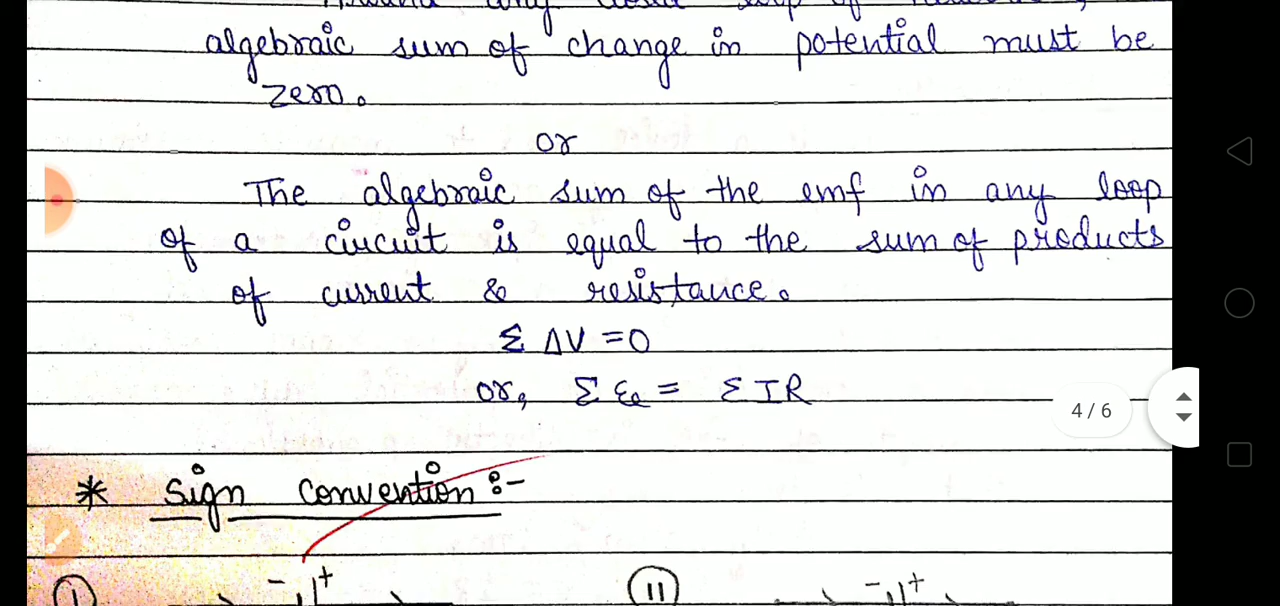 algebraic sum of change in potential must be
zero.
or
The algebraic sum of the emf in any loop
of a circuit is equal to the sum of products
of current & resistance.
Σ ΔV = 0
or, Σ Ee = Σ IR
4 / 6
* Sign Convention :-
I - + II - +